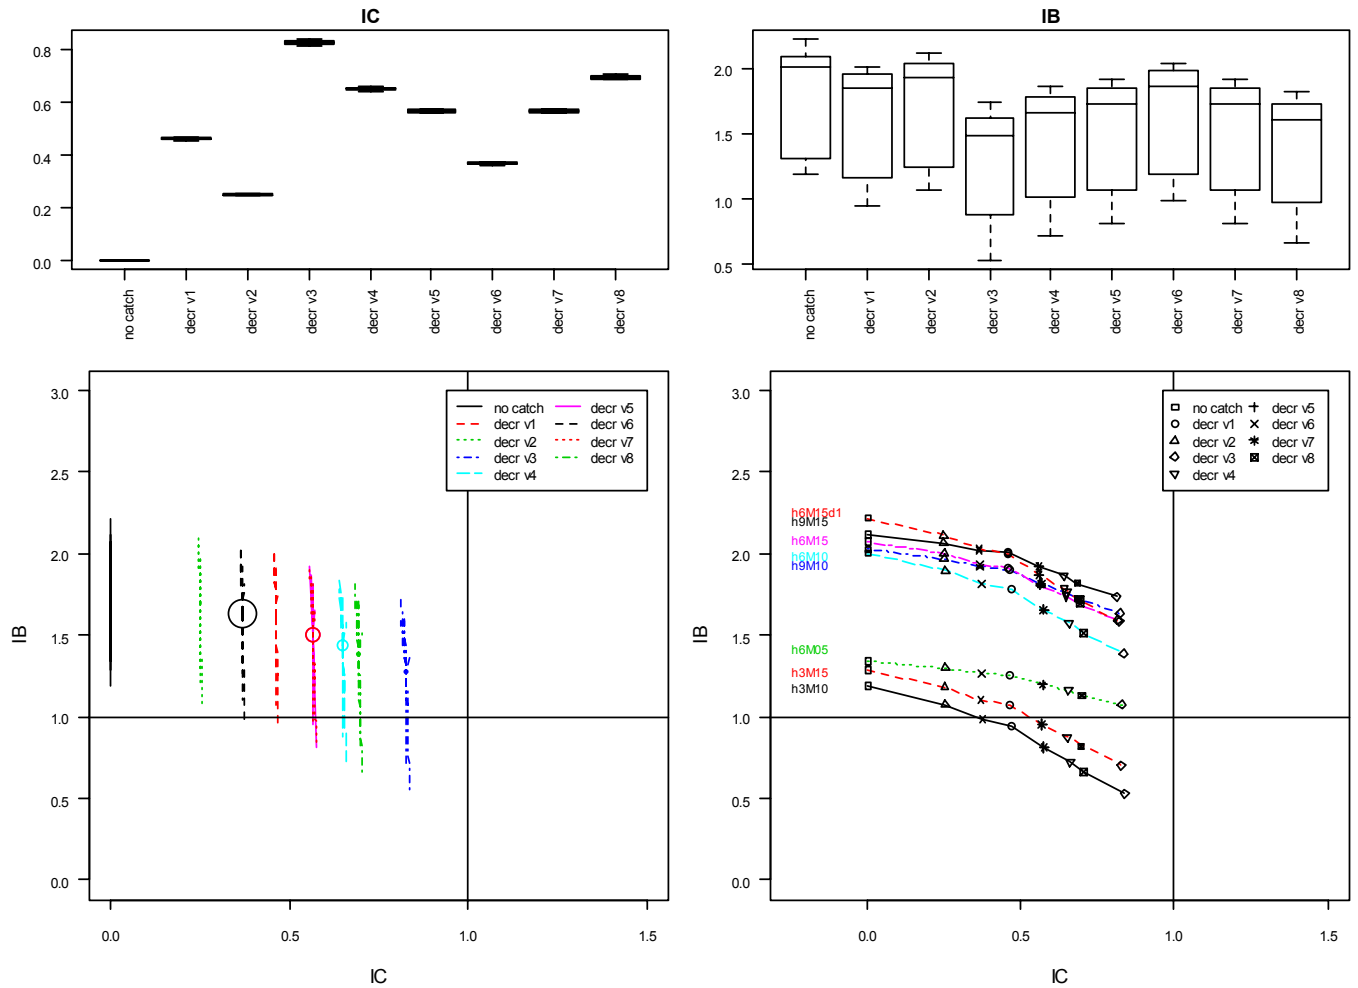 IC
0.8
0.6
0.4
0.2
0.0
no catch
decr v1
decr v2
decr v3
decr v4
decr v5
decr v6
decr v7
decr v8
IB
2.0
1.5
1.0
0.5
no catch
decr v1
decr v2
decr v3
decr v4
decr v5
decr v6
decr v7
decr v8
3.0
2.5
2.0
1.5
1.0
0.5
0.0
IB
no catch decr v5
decr v1 decr v6
decr v2 decr v7
decr v3 decr v8
decr v4
0.0 0.5 1.0 1.5
IC
3.0
2.5
2.0
1.5
1.0
0.5
0.0
IB
no catch decr v5
decr v1 decr v6
decr v2 decr v7
decr v3 decr v8
decr v4
h6M15d1
h9M15
h6M15
h6M10
h9M10
h6M05
h3M15
h3M10
0.0 0.5 1.0 1.5
IC